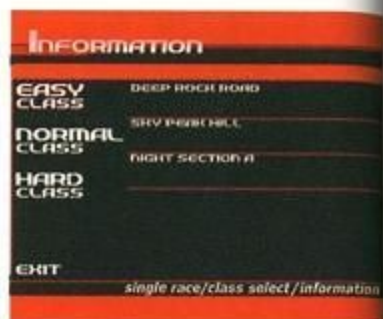 INFORMATION
EASY CLASS
DEEP ROCK ROAD
NORMAL CLASS
SKY PEAK HILL
HARD CLASS
NIGHT SECTION A
EXIT
single race/class select/information